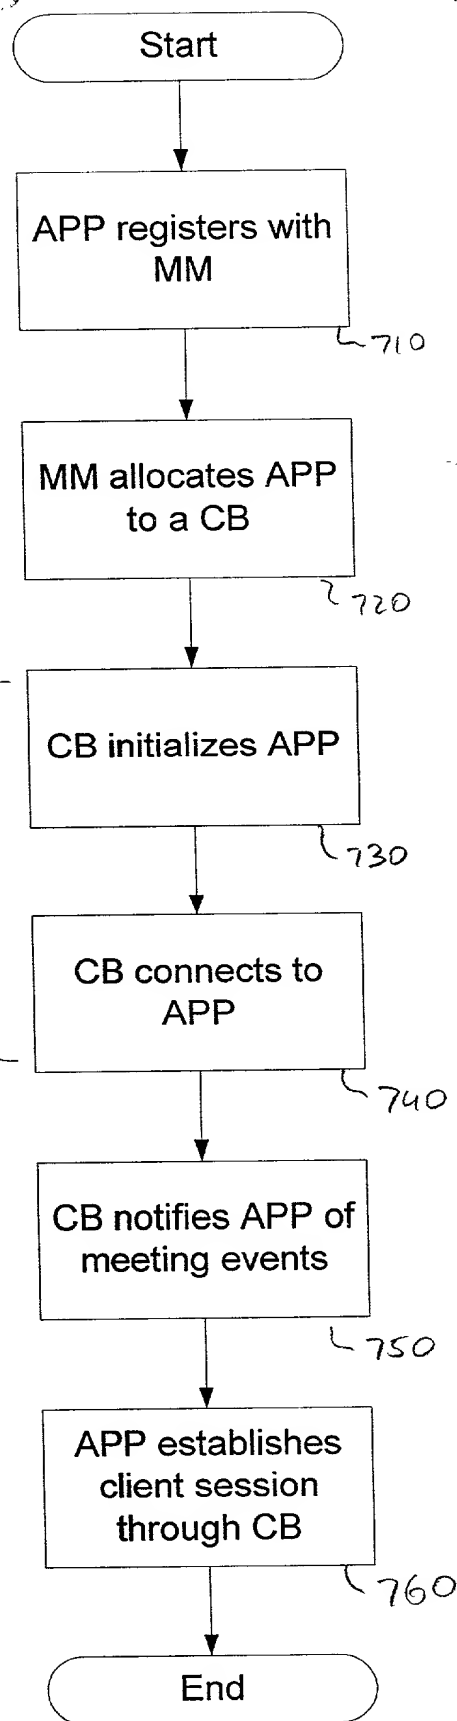 Start
APP registers with
MM
710
MM allocates APP
to a CB
720
CB initializes APP
730
CB connects to
APP
740
CB notifies APP of
meeting events
750
APP establishes
client session
through CB
760
End